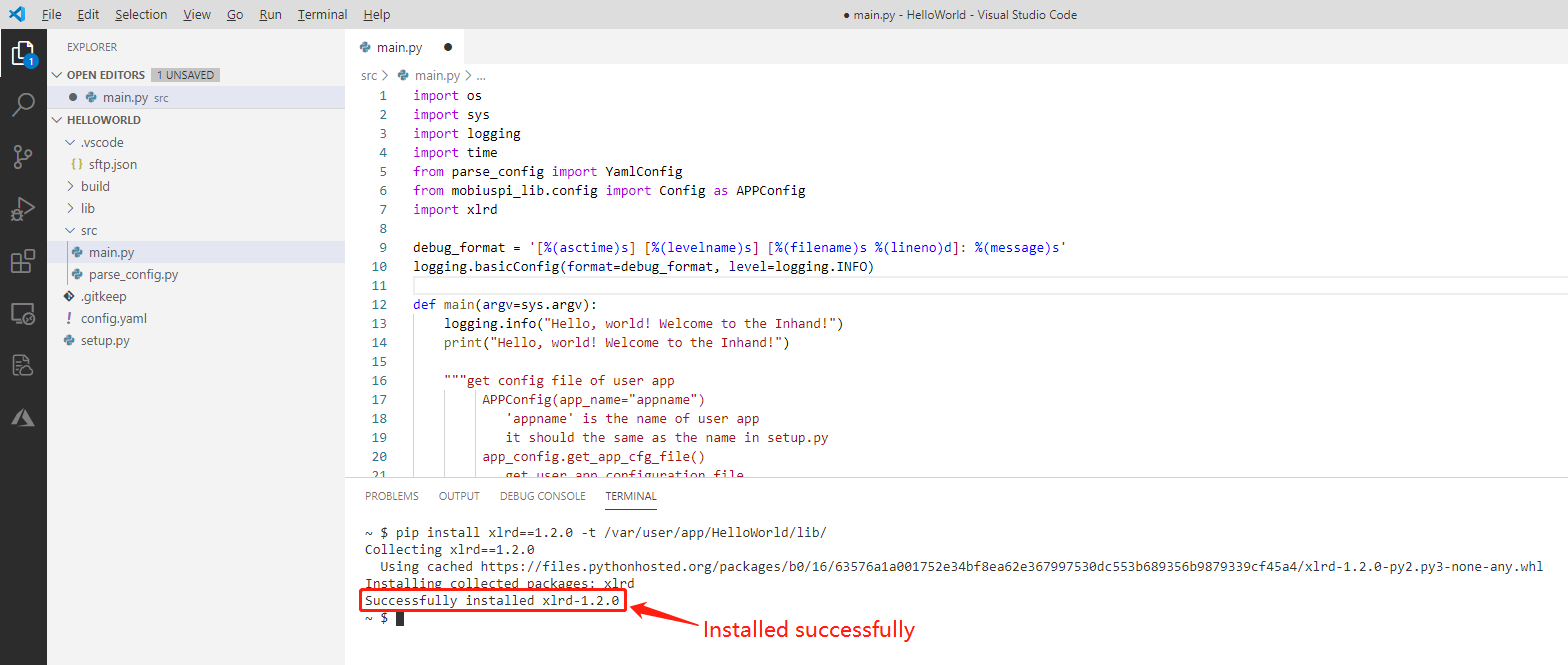 File Edit Selection View Go Run Terminal Help
● main.py - HelloWorld - Visual Studio Code
1
EXPLORER
OPEN EDITORS 1 UNSAVED
main.py src
HELLOWORLD
.vscode
{} sftp.json
build
lib
src
main.py
parse_config.py
.gitkeep
! config.yaml
setup.py
main.py ●
src > main.py > ...
1 import os
2 import sys
3 import logging
4 import time
5 from parse_config import YamlConfig
6 from mobiuspi_lib.config import Config as APPConfig
7 import xlrd
8
9 debug_format = '[%(asctime)s] [%(levelname)s] [%(filename)s %(lineno)d]: %(message)s'
10 logging.basicConfig(format=debug_format, level=logging.INFO)
11
12 def main(argv=sys.argv):
13 logging.info("Hello, world! Welcome to the Inhand!")
14 print("Hello, world! Welcome to the Inhand!")
15
16 """get config file of user app
17 APPConfig(app_name="appname")
18 'appname' is the name of user app
19 it should the same as the name in setup.py
20 app_config.get_app_cfg_file()
21 get user app configuration file
PROBLEMS OUTPUT DEBUG CONSOLE TERMINAL
~ $ pip install xlrd==1.2.0 -t /var/user/app/HelloWorld/lib/
Collecting xlrd==1.2.0
Using cached https://files.pythonhosted.org/packages/b0/16/63576a1a001752e34bf8ea62e367997530dc553b689356b9879339cf45a4/xlrd-1.2.0-py2.py3-none-any.whl
Installing collected packages: xlrd
Successfully installed xlrd-1.2.0
~ $
Installed successfully